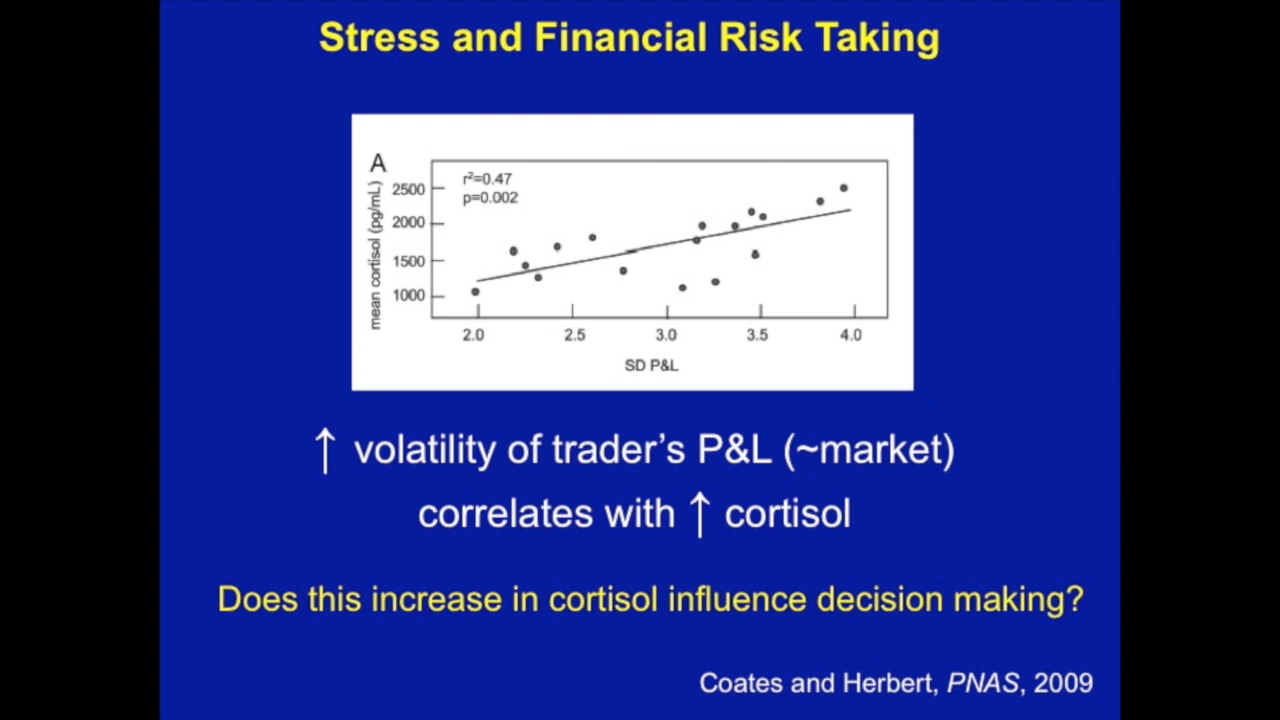 Stress and Financial Risk Taking
A
r²=0.47
p=0.002
mean cortisol (pg/mL)
2500
2000
1500
1000
2.0 2.5 3.0 3.5 4.0
SD P&L
↑ volatility of trader’s P&L (~market)
correlates with ↑ cortisol
Does this increase in cortisol influence decision making?
Coates and Herbert, PNAS, 2009